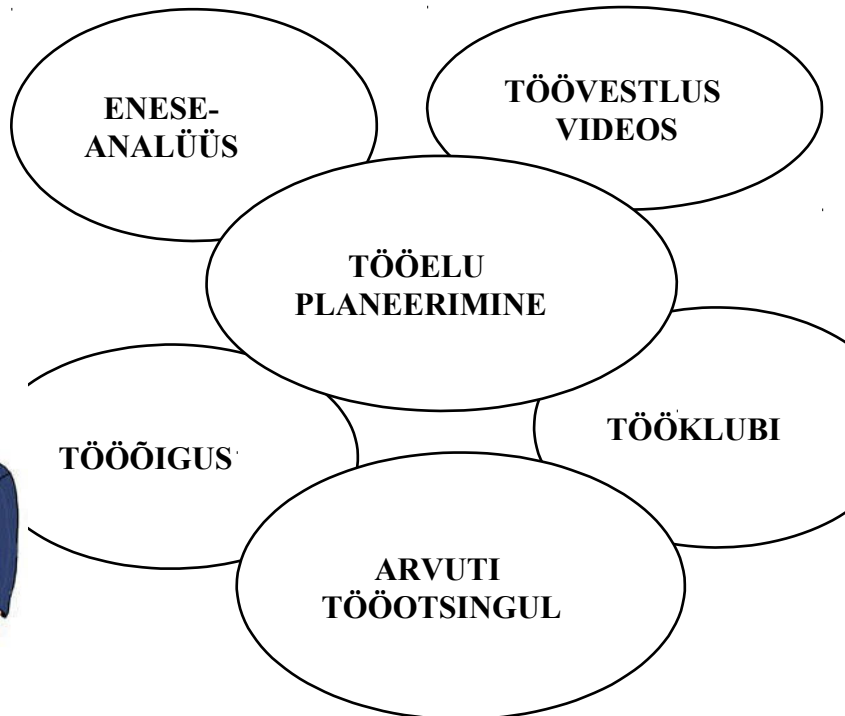 ENESE-
ANALÜÜS
TÖÖVESTLUS
VIDEOS
TÖÖELU
PLANEERIMINE
TÖÖÕIGUS
TÖÖKLUBI
ARVUTI
TÖÖOTSINGUL